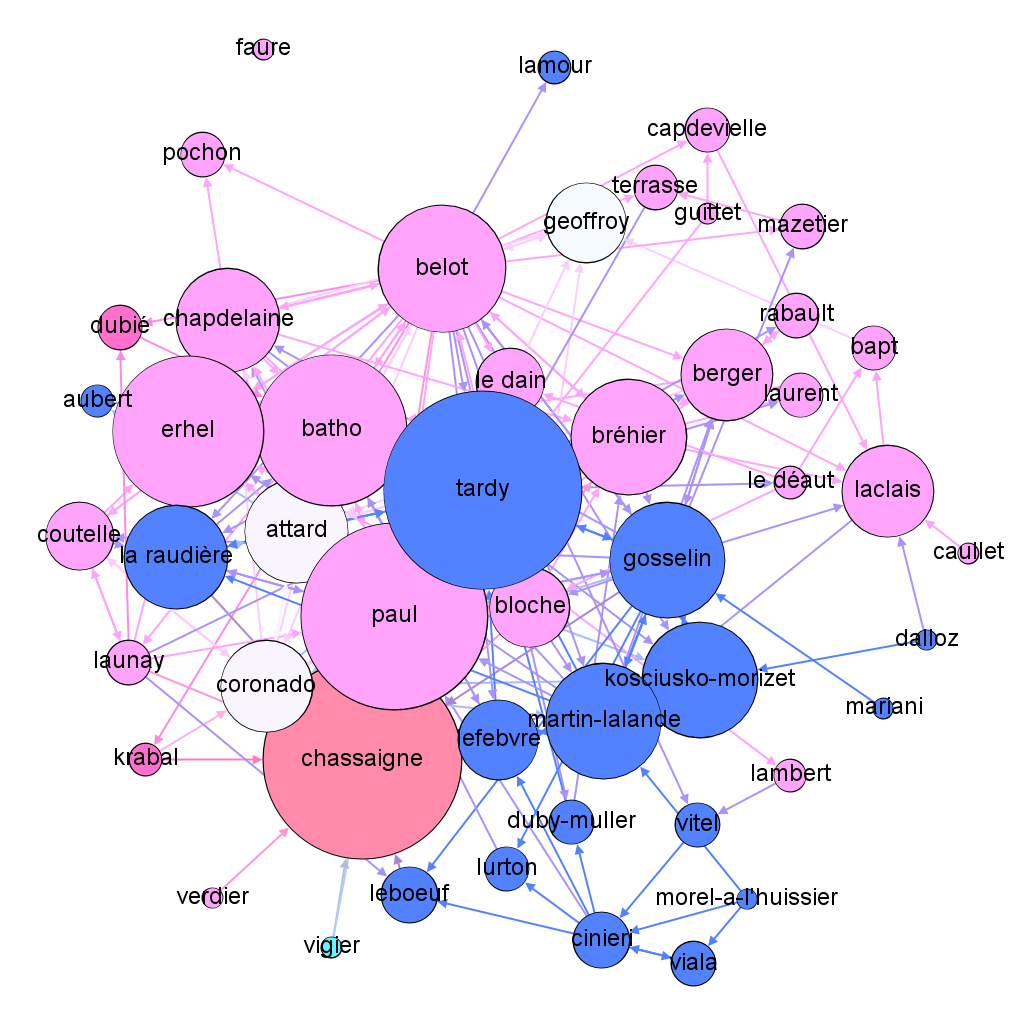 faure
lamour
pochon
capdevielle
terrasse
guittet
geoffroy
mazetier
belot
chapdelaine
dubié
rabault
bapt
le dain
berger
laurent
aubert
erhel
batho
bréhier
tardy
le déaut
laclais
coutelle
attard
la raudière
gosselin
caullet
paul
bloche
dalloz
launay
coronado
kosciusko-morizet
mariani
martin-lalande
lefebvre
krabal
chassaigne
lambert
duby-muller
vitel
lurton
leboeuf
verdier
morel-a-l'huissier
vigier
cinieri
viala